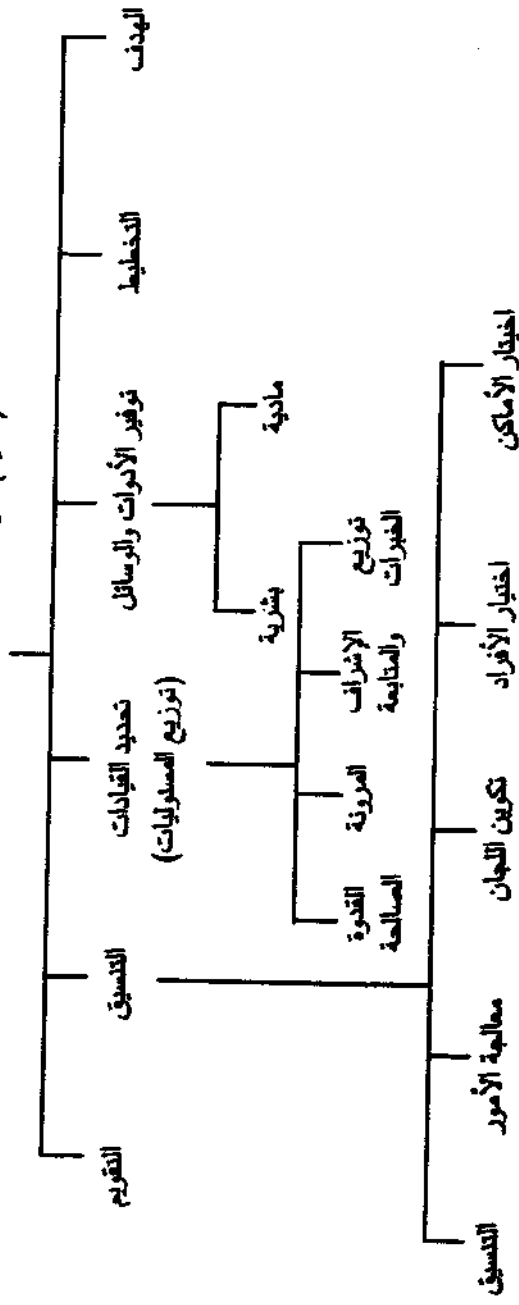 الهدف
التخطيط
توفير الأدوات والوسائل
تحديد القيادات
(توزيع المسئوليات)
التنسيق
التقويم
مادية
بشرية
توزيع
الخبرات
الإشراف
والمتابعة
المرونة
القدوة
الصالحة
اختيار الأماكن
اختيار الأفراد
تكوين اللجان
معالجة الأمور
التنسيق